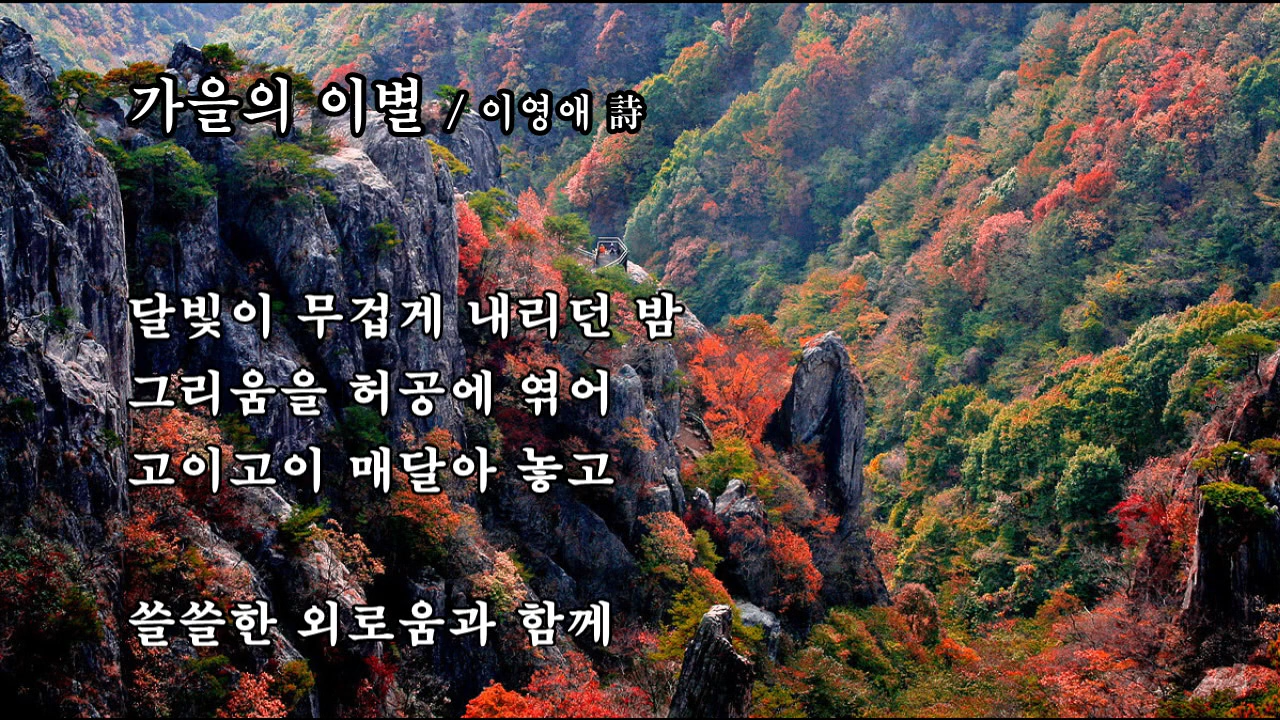 가을의 이별 / 이영애 詩
달빛이 무겁게 내리던 밤
그리움을 허공에 엮어
고이고이 매달아 놓고
쓸쓸한 외로움과 함께